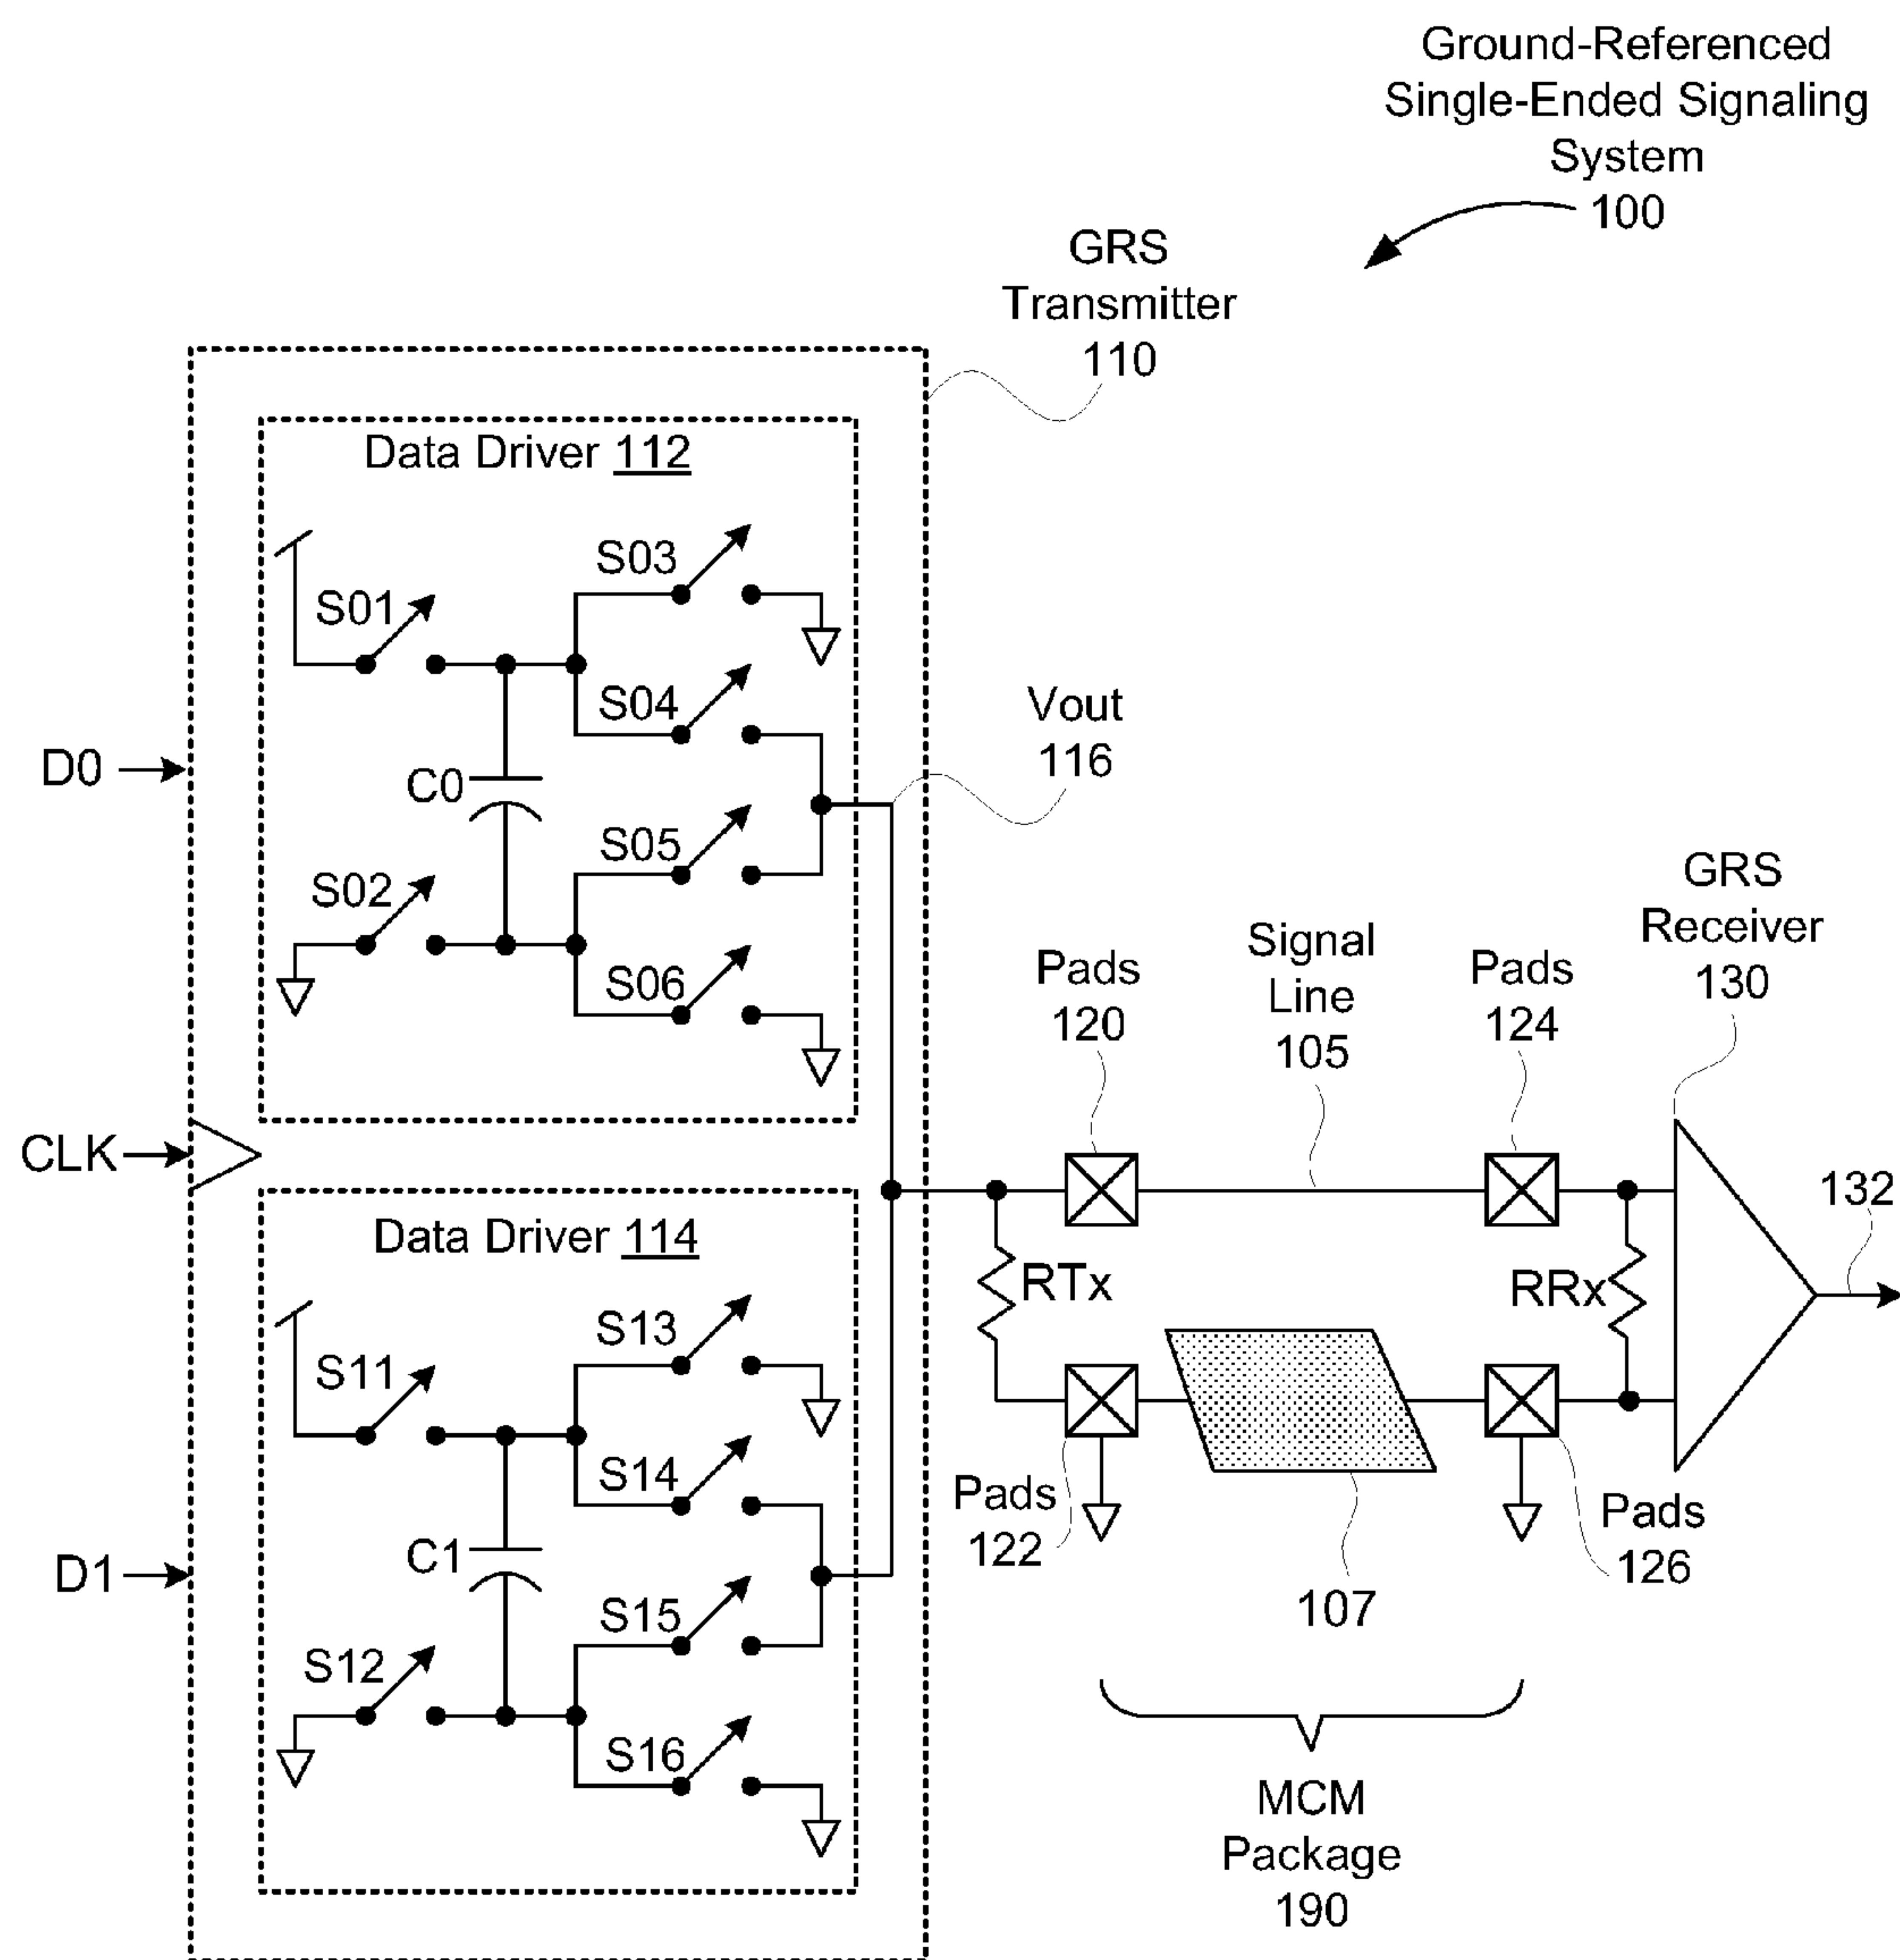 Ground-Referenced
Single-Ended Signaling
System
100
GRS
Transmitter
110
Data Driver 112
S01
S03
S04
C0
S05
S02
S06
D0
Vout
116
CLK
Data Driver 114
S11
S13
S14
C1
S15
S12
S16
D1
Pads
120
Signal
Line
105
Pads
124
GRS
Receiver
130
132
RTx
RRx
Pads
122
107
Pads
126
MCM
Package
190